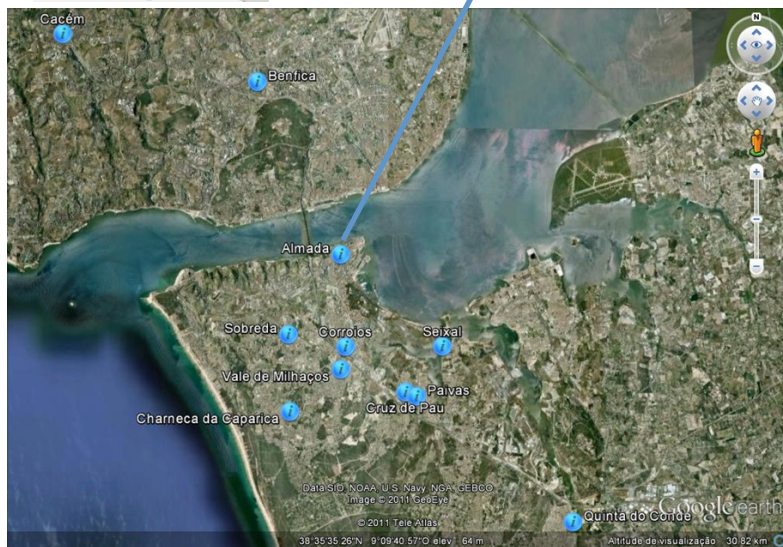 Cacém
N
Benfica
Almada
Sobreda
Corroios
Seixal
Vale de Milhaços
Paivas
Cruz de Pau
Charneca da Caparica
Data SIO, NOAA, U.S. Navy, NGA, GEBCO
Image © 2011 GeoEye
Quinta do Conde
Google earth
© 2011 Tele Atlas
38°35'35.26"N 9°09'40.57"O elev 64 m
Altitude de visualização 30.82 km